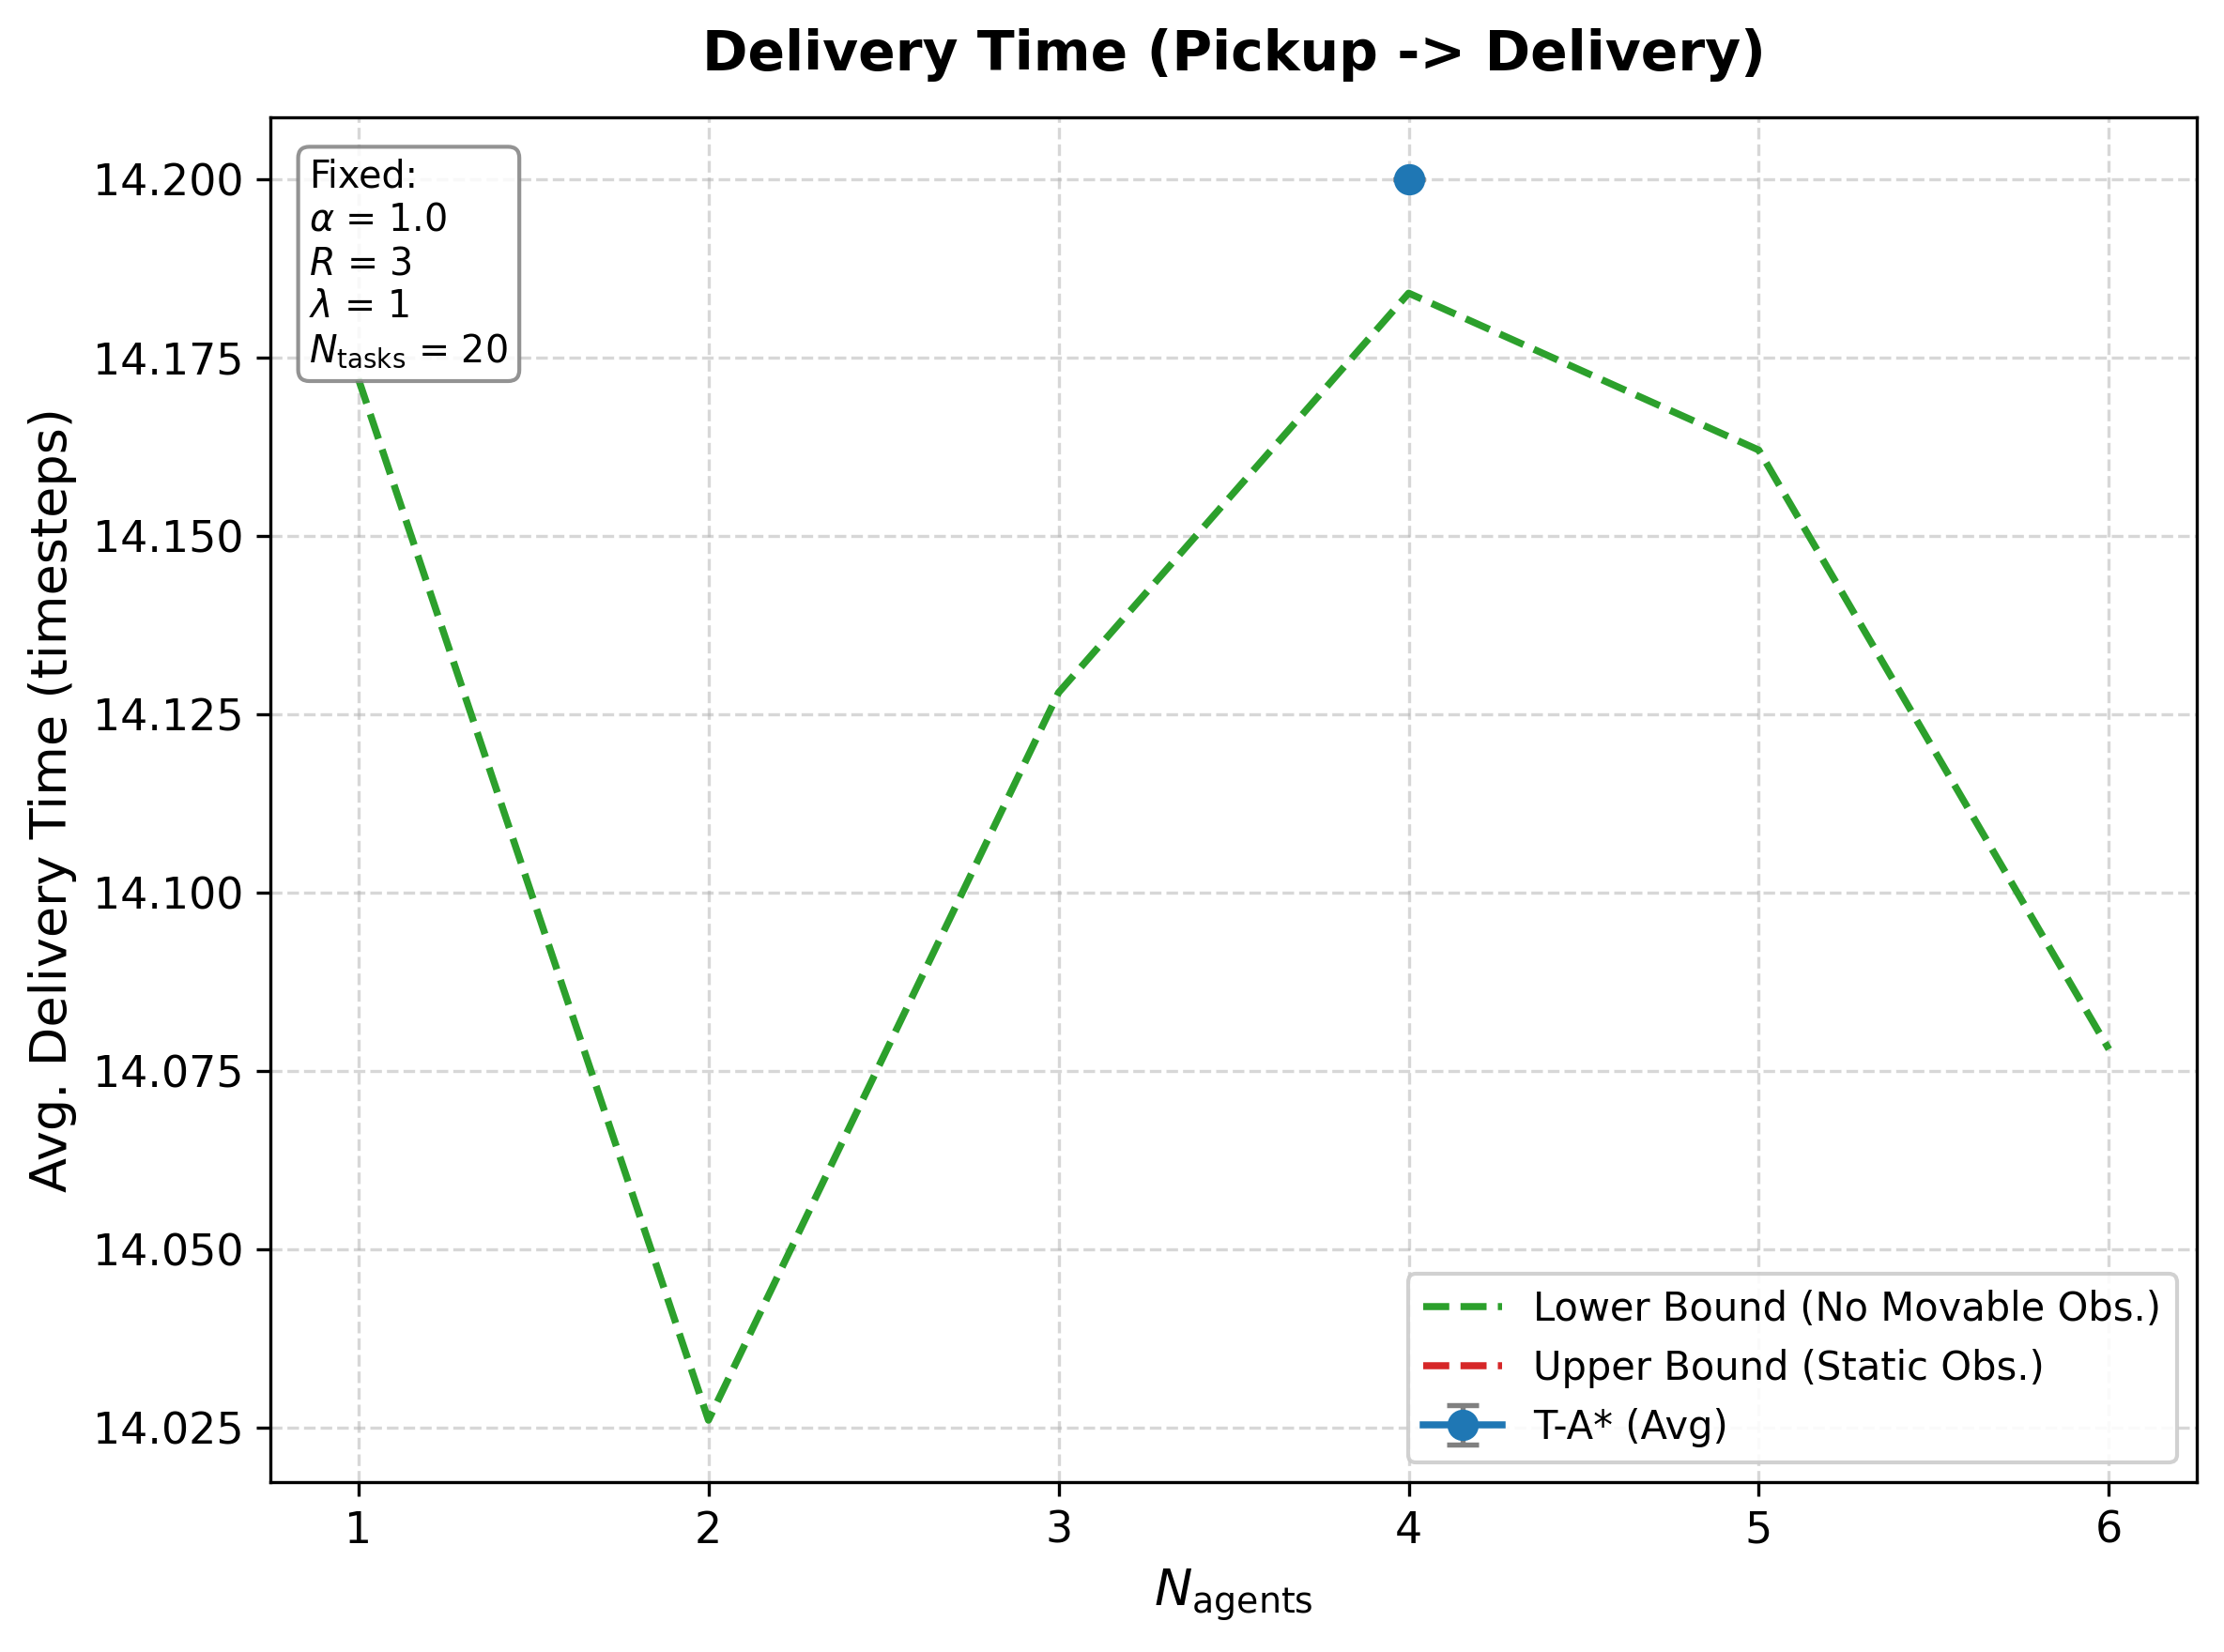 Delivery Time (Pickup -> Delivery)
Avg. Delivery Time (timesteps)
14.200
14.175
14.150
14.125
14.100
14.075
14.050
14.025
Fixed:
α = 1.0
R = 3
λ = 1
N_tasks = 20
Lower Bound (No Movable Obs.)
Upper Bound (Static Obs.)
T-A* (Avg)
1 2 3 4 5 6
N_agents